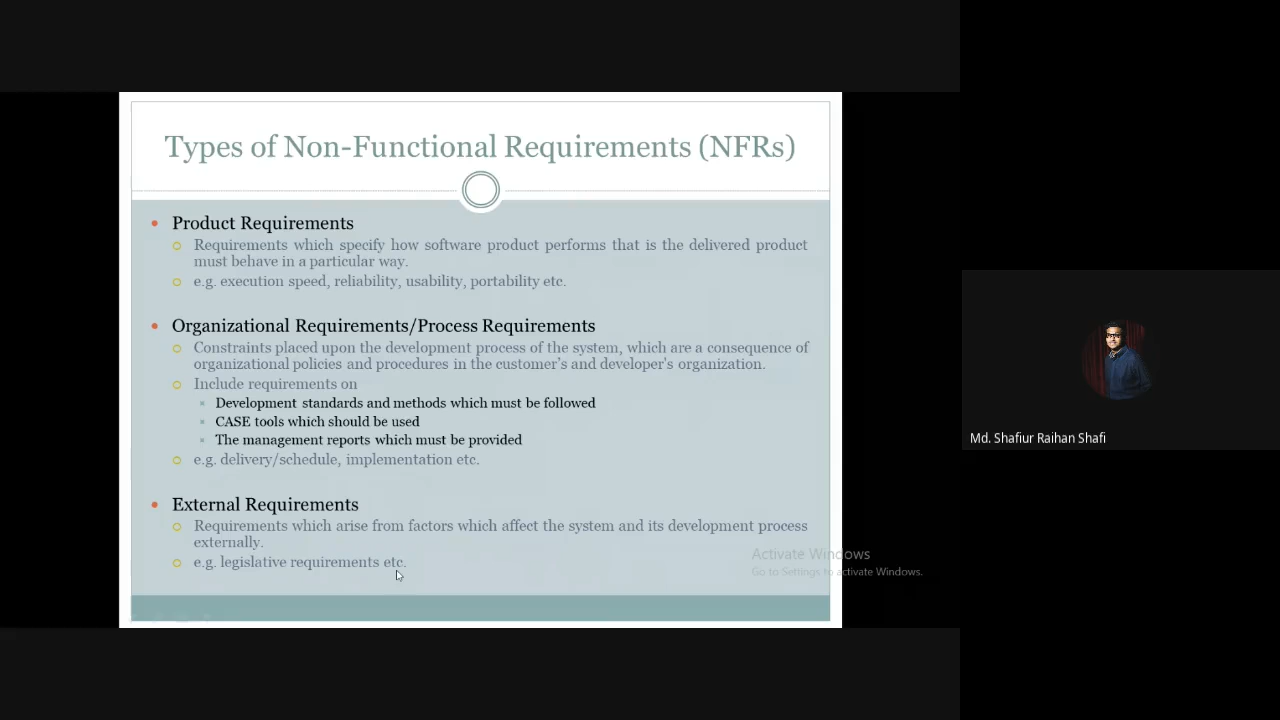 Types of Non-Functional Requirements (NFRs)
Product Requirements
Requirements which specify how software product performs that is the delivered product
must behave in a particular way.
e.g. execution speed, reliability, usability, portability etc.
Organizational Requirements/Process Requirements
Constraints placed upon the development process of the system, which are a consequence of
organizational policies and procedures in the customer's and developer's organization.
Include requirements on
Development standards and methods which must be followed
CASE tools which should be used
The management reports which must be provided
e.g. delivery/schedule, implementation etc.
External Requirements
Requirements which arise from factors which affect the system and its development process
externally.
e.g. legislative requirements etc.
Activate Windows
Go to Settings to activate Windows.
Md. Shafiur Raihan Shafi